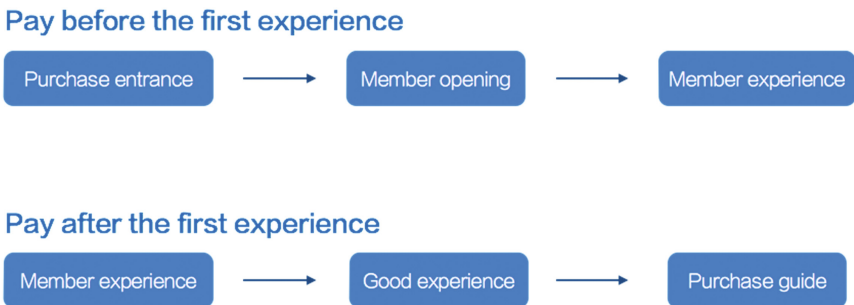 Pay before the first experience
Purchase entrance
Member opening
Member experience
Pay after the first experience
Member experience
Good experience
Purchase guide